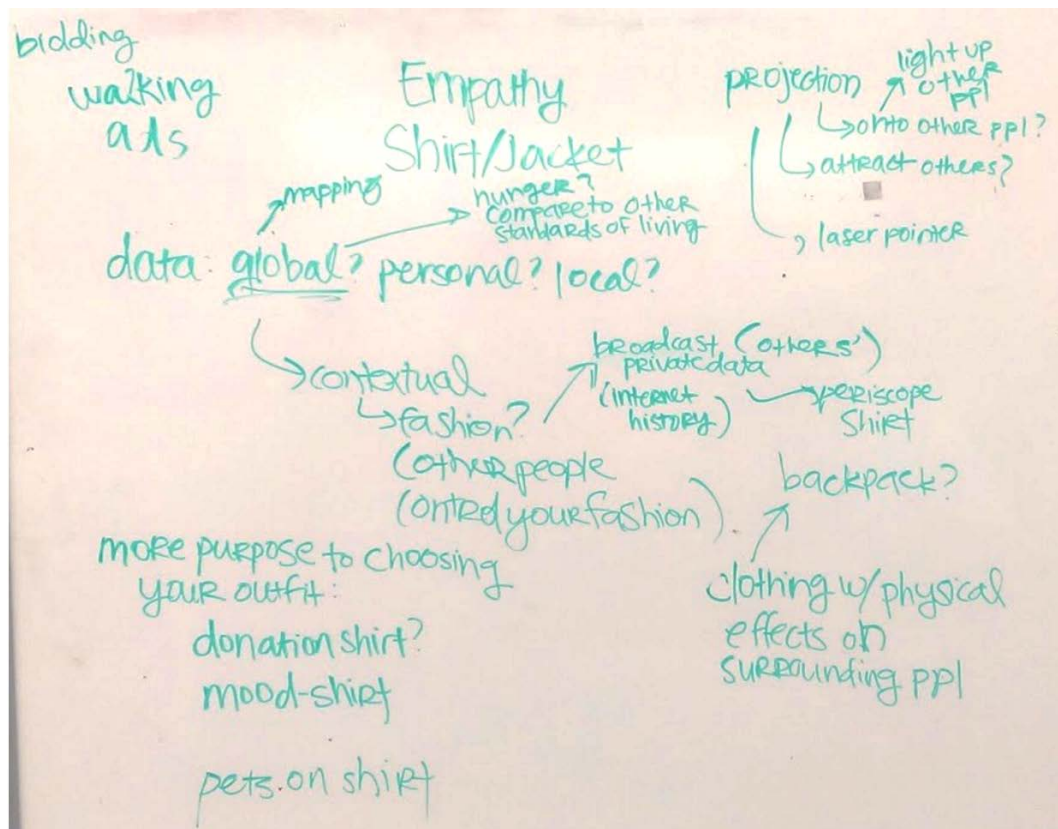 bidding
walking
ads
Empathy
Shirt/Jacket
projection
light up
other
ppl
onto other ppl?
attract others?
laser pointer
mapping
hunger?
compare to other
standards of living
data: global? personal? local?
contextual
fashion?
(other people
control your fashion)
broadcast (others')
private data
(internet
history)
periscope
shirt
backpack?
clothing w/ physical
effects on
surrounding ppl
more purpose to choosing
your outfit:
donation shirt?
mood-shirt
pets on shirt